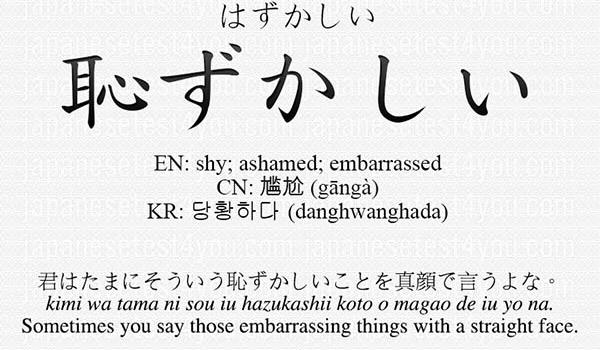 はずかしい
恥ずかしい
EN: shy; ashamed; embarrassed
CN: 尴尬 (gāngà)
KR: 당황하다 (danghwanghada)
君はたまにそういう恥ずかしいことを真顔で言うよな。
kimi wa tama ni sou iu hazukashii koto o magao de iu yo na.
Sometimes you say those embarrassing things with a straight face.